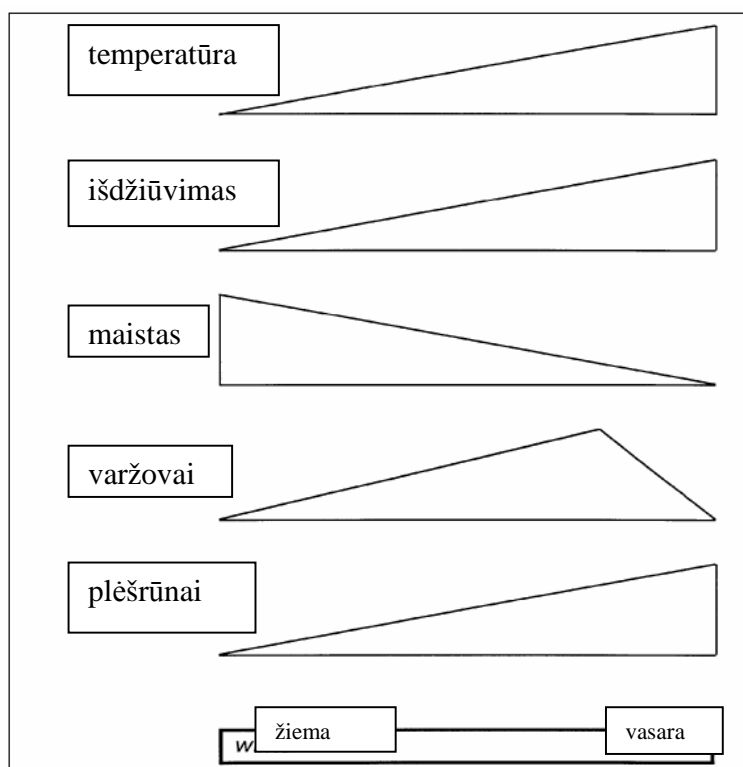 temperatūra
išdžiūvimas
maistas
varžovai
plėšrūnai
žiema
vasara